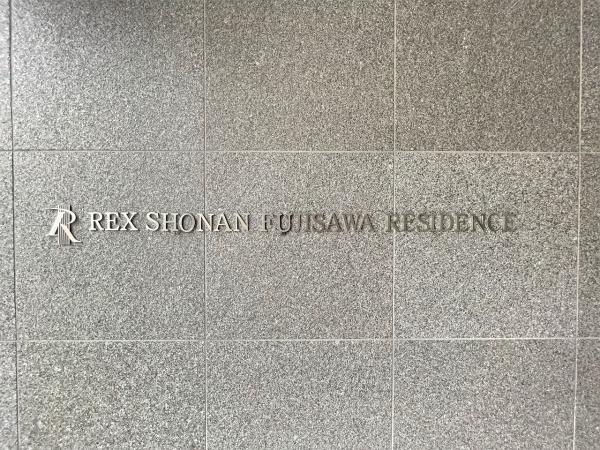 REX SHONAN FUJISAWA RESIDENCE